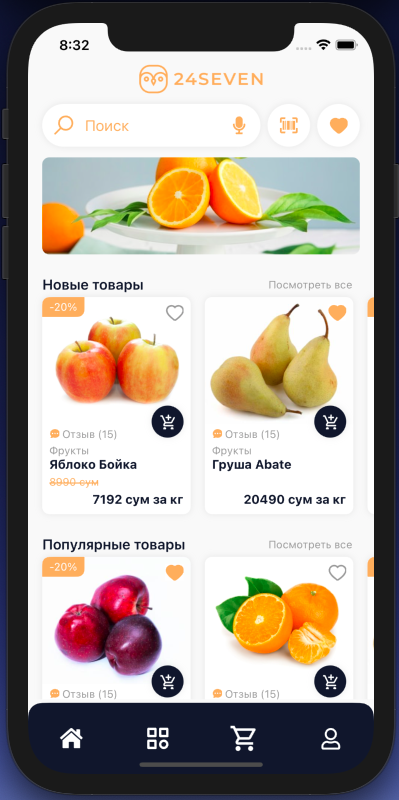 8:32
24SEVEN
Поиск
Новые товары
Посмотреть все
-20%
Отзыв (15)
Отзыв (15)
Фрукты
Фрукты
Яблоко Бойка
Груша Abate
8990 сум
7192 сум за кг
20490 сум за кг
Популярные товары
Посмотреть все
-20%
Отзыв (15)
Отзыв (15)